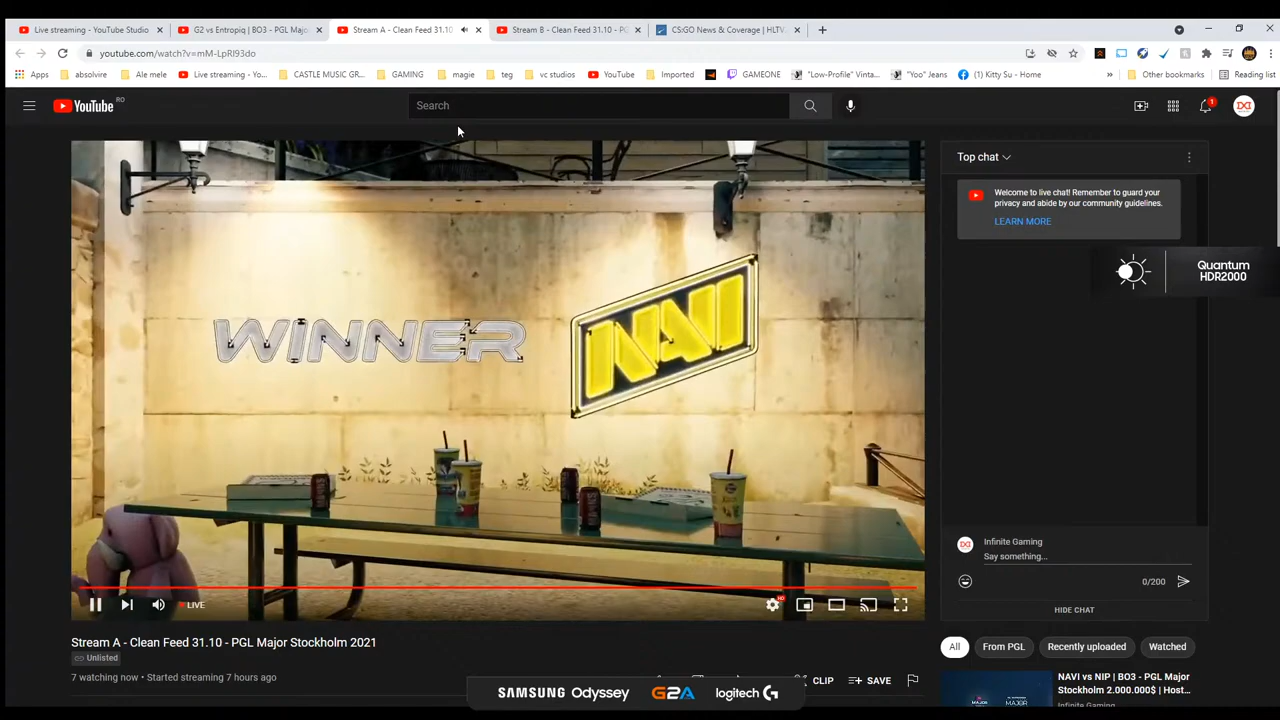 Live streaming - YouTube Studio
G2 vs Entropiq | BO3 - PGL Major
Stream A - Clean Feed 31.10
Stream B - Clean Feed 31.10 - PG
CS:GO News & Coverage | HLTV.
youtube.com/watch?v=mM-LpRl93do
Apps
absolvire
Ale mele
Live streaming - Yo...
CASTLE MUSIC GR...
GAMING
magie
teg
vc studios
YouTube
Imported
GAMEONE
"Low-Profile" Vinta...
"Yoo" Jeans
(1) Kitty Su - Home
»
Other bookmarks
Reading list
YouTube RO
Search
1
Top chat
Welcome to live chat! Remember to guard your
privacy and abide by our community guidelines.
LEARN MORE
Quantum
HDR2000
WINNER
NAVI
Infinite Gaming
Say something...
0/200
HIDE CHAT
LIVE
HD
Stream A - Clean Feed 31.10 - PGL Major Stockholm 2021
Unlisted
7 watching now • Started streaming 7 hours ago
CLIP
SAVE
All
From PGL
Recently uploaded
Watched
NAVI vs NIP | BO3 - PGL Major
Stockholm 2.000.000$ | Host...
Infinite Gaming
SAMSUNG Odyssey
G2A
logitech G